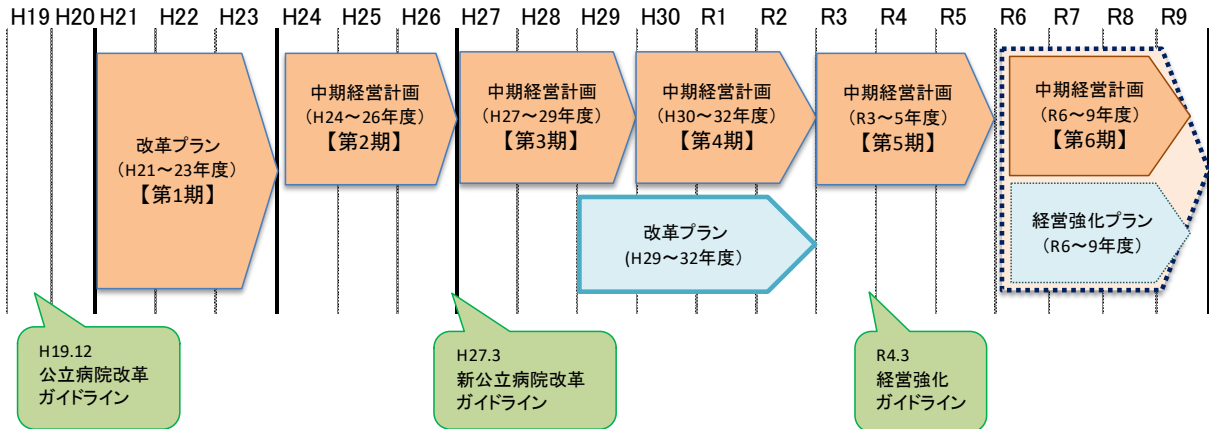 H19 H20 H21 H22 H23 H24 H25 H26 H27 H28 H29 H30 R1 R2 R3 R4 R5 R6 R7 R8 R9
改革プラン
(H21～23年度)
【第1期】
中期経営計画
(H24～26年度)
【第2期】
中期経営計画
(H27～29年度)
【第3期】
中期経営計画
(H30～32年度)
【第4期】
中期経営計画
(R3～5年度)
【第5期】
中期経営計画
(R6～9年度)
【第6期】
改革プラン
(H29～32年度)
経営強化プラン
(R6～9年度)
H19.12
公立病院改革
ガイドライン
H27.3
新公立病院改革
ガイドライン
R4.3
経営強化
ガイドライン